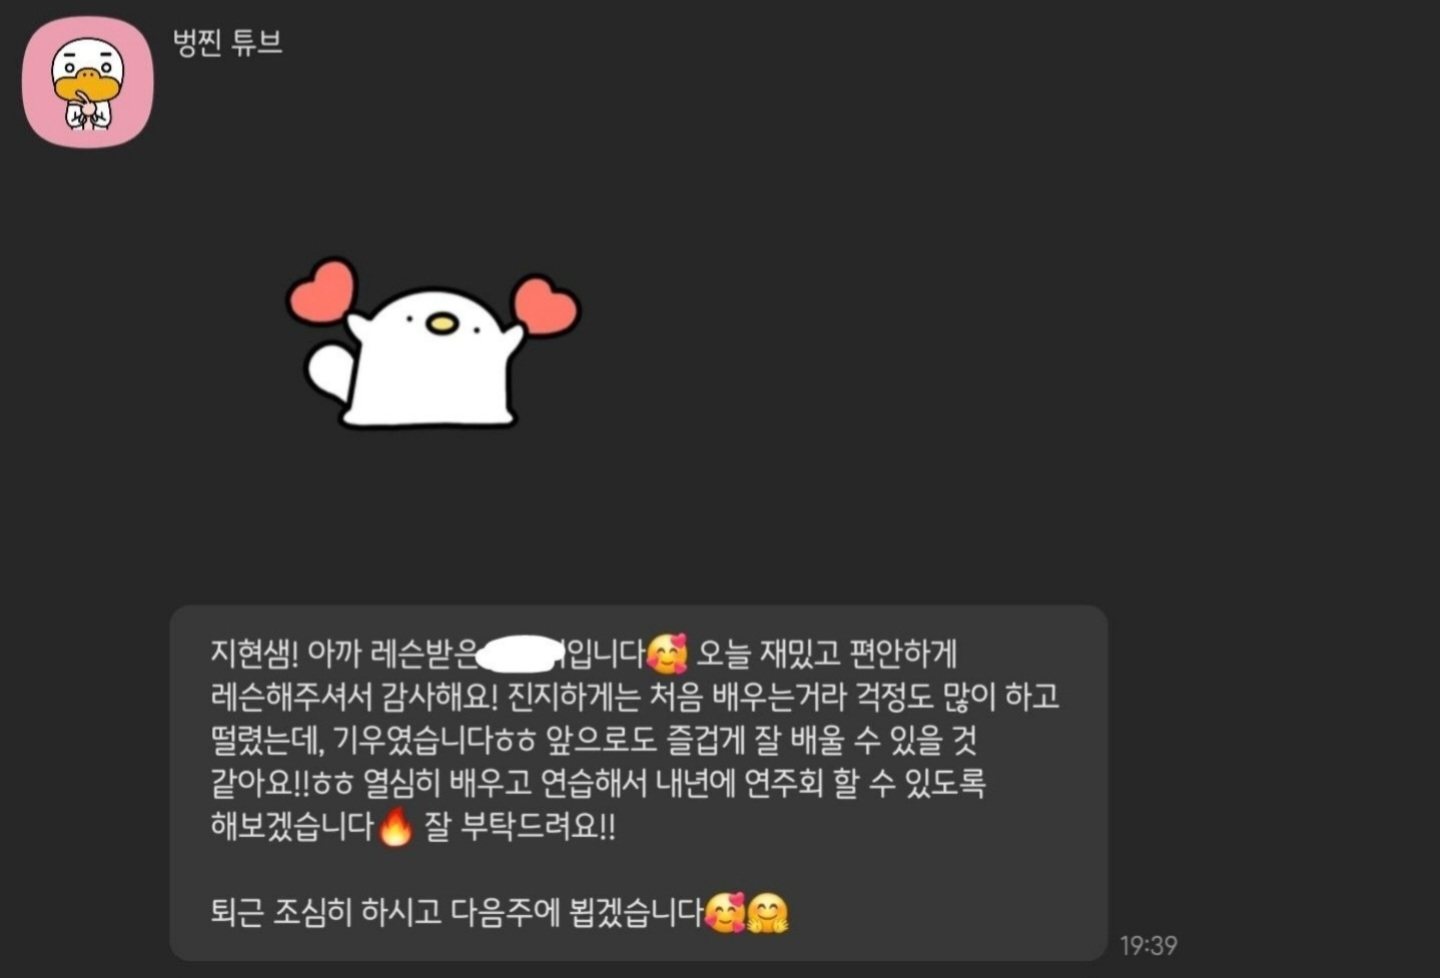 벙찐 튜브
지현샘! 아까 레슨받은 입니다🥰 오늘 재밌고 편안하게
레슨해주셔서 감사해요! 진지하게는 처음 배우는거라 걱정도 많이 하고
떨렸는데, 기우였습니다ㅎㅎ 앞으로도 즐겁게 잘 배울 수 있을 것
같아요!!ㅎㅎ 열심히 배우고 연습해서 내년에 연주회 할 수 있도록
해보겠습니다🔥 잘 부탁드려요!!
퇴근 조심히 하시고 다음주에 뵙겠습니다🥰🤗
19:39